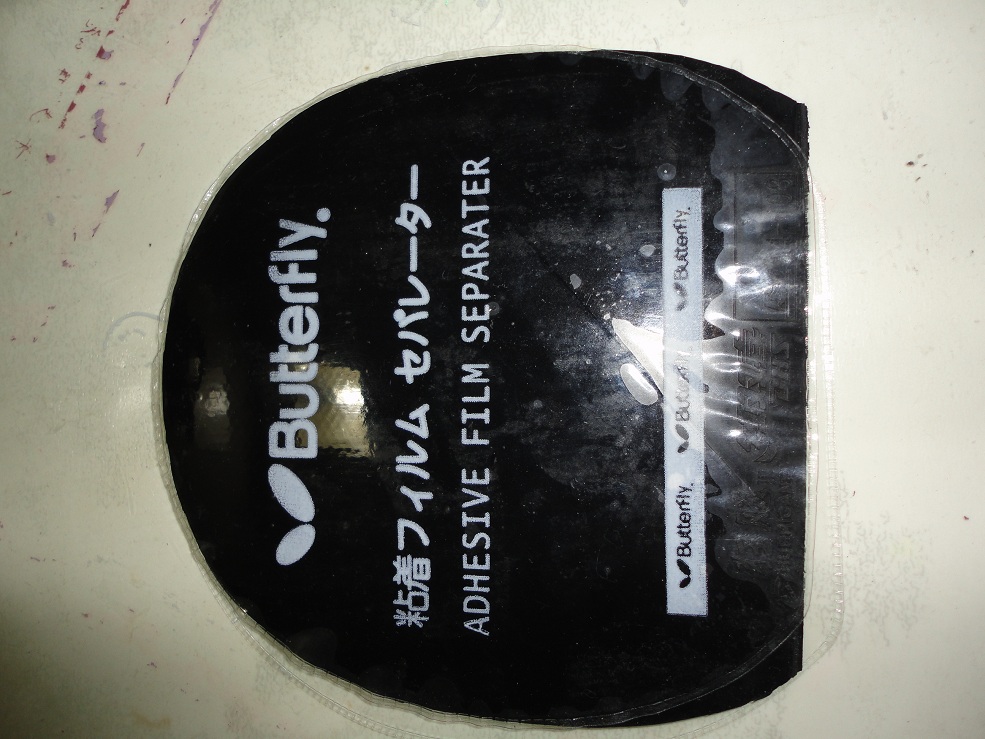 Butterfly.
粘着フィルム セパレーター
ADHESIVE FILM SEPARATER
Butterfly. Butterfly Butterfly.